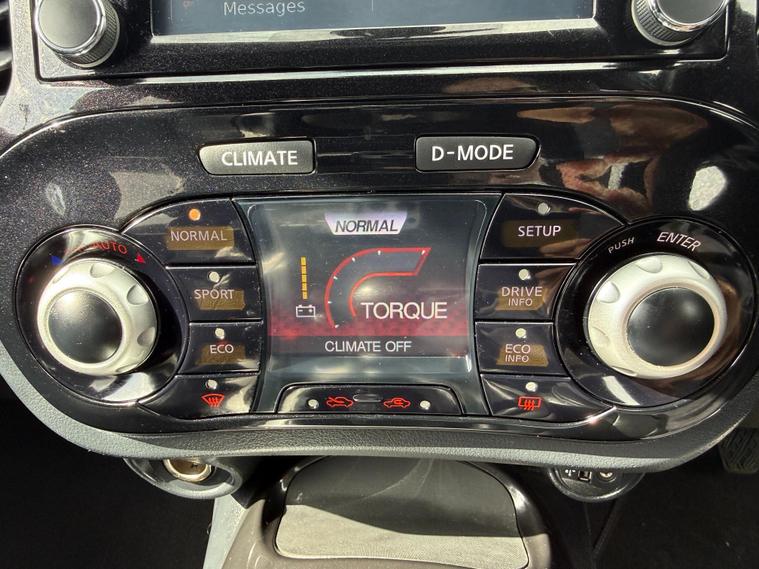 Messages
CLIMATE
D-MODE
NORMAL
NORMAL
SETUP
PUSH
ENTER
AUTO
SPORT
DRIVE
INFO
TORQUE
ECO
ECO
INFO
CLIMATE OFF